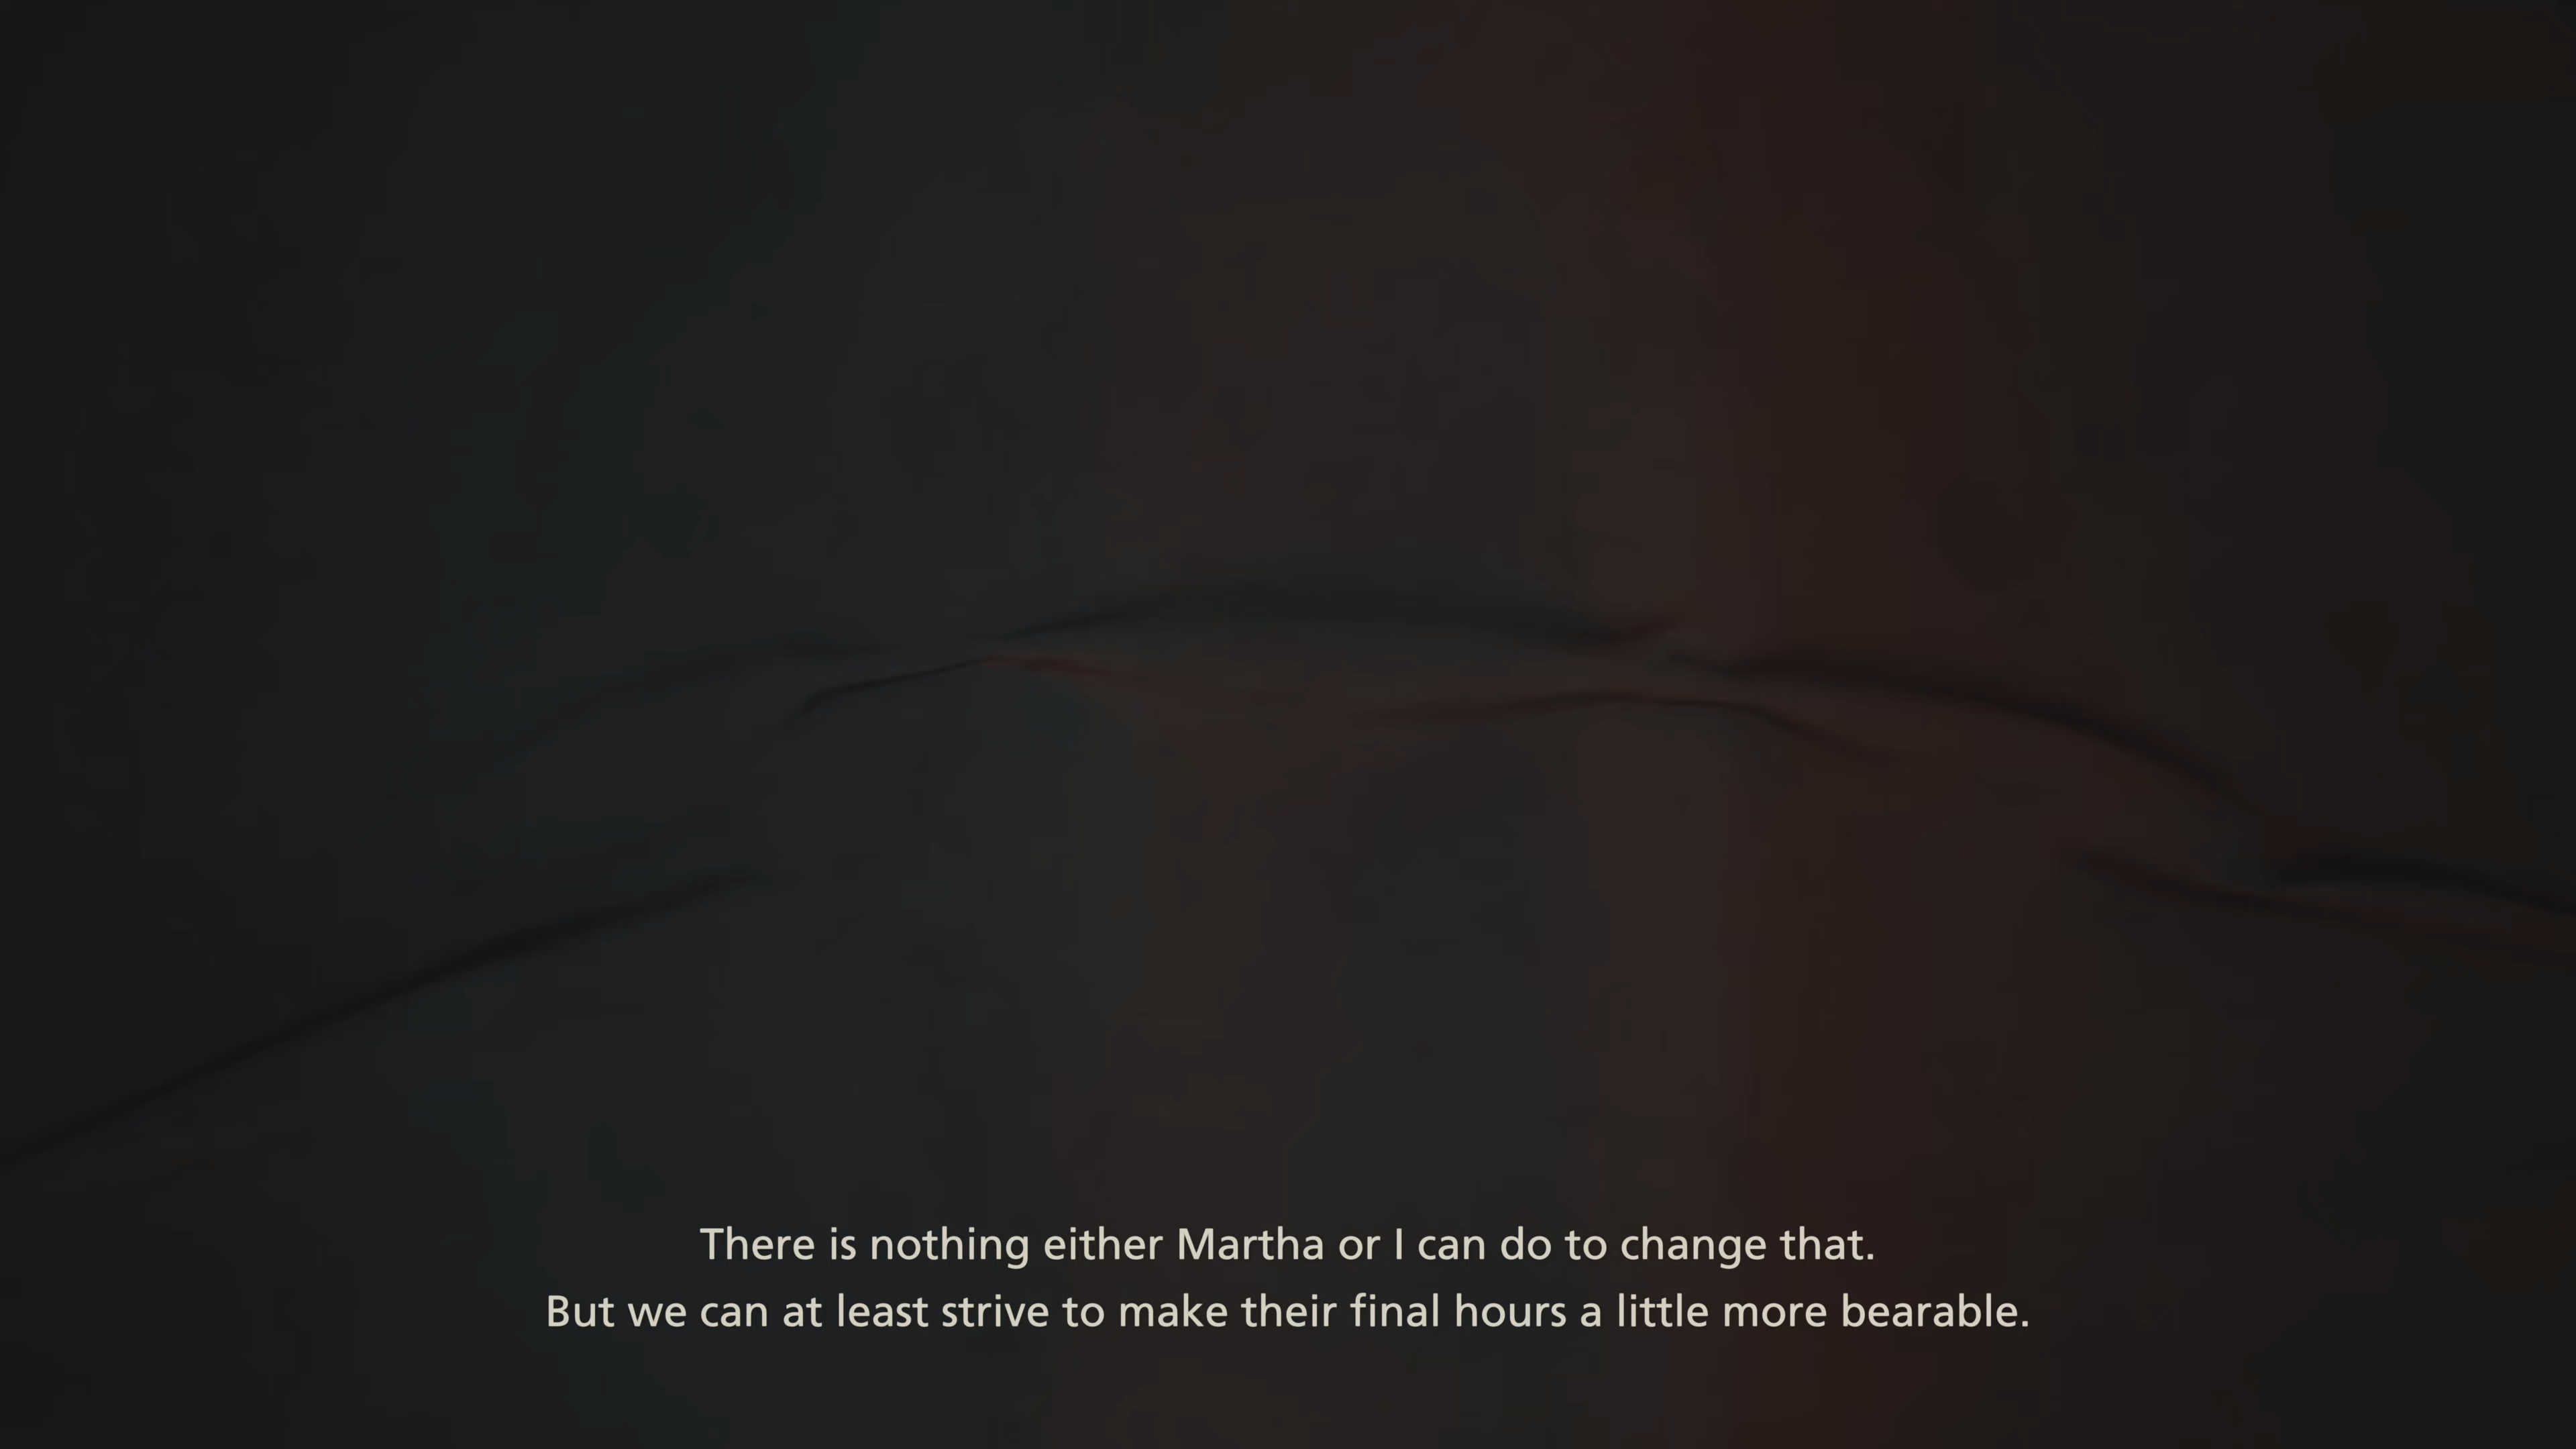 There is nothing either Martha or I can do to change that.
But we can at least strive to make their final hours a little more bearable.